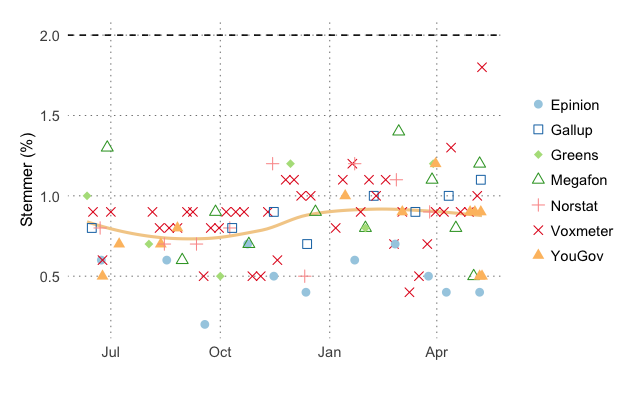 2.0
1.5
1.0
0.5
Stemmer (%)
Jul
Oct
Jan
Apr
Epinion
Gallup
Greens
Megafon
Norstat
Voxmeter
YouGov